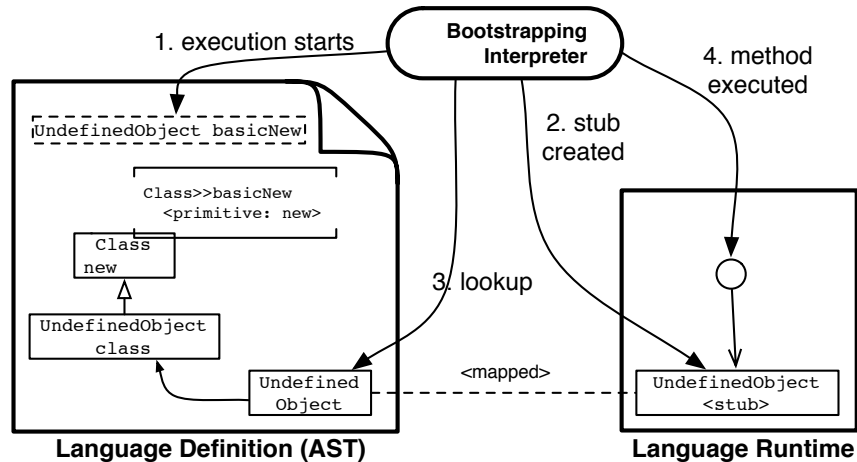 Bootstrapping
Interpreter
1. execution starts
4. method
executed
2. stub
created
UndefinedObject basicNew
Class>>basicNew
<primitive: new>
Class
new
3. lookup
UndefinedObject
class
Undefined
Object
<mapped>
UndefinedObject
<stub>
Language Definition (AST)
Language Runtime